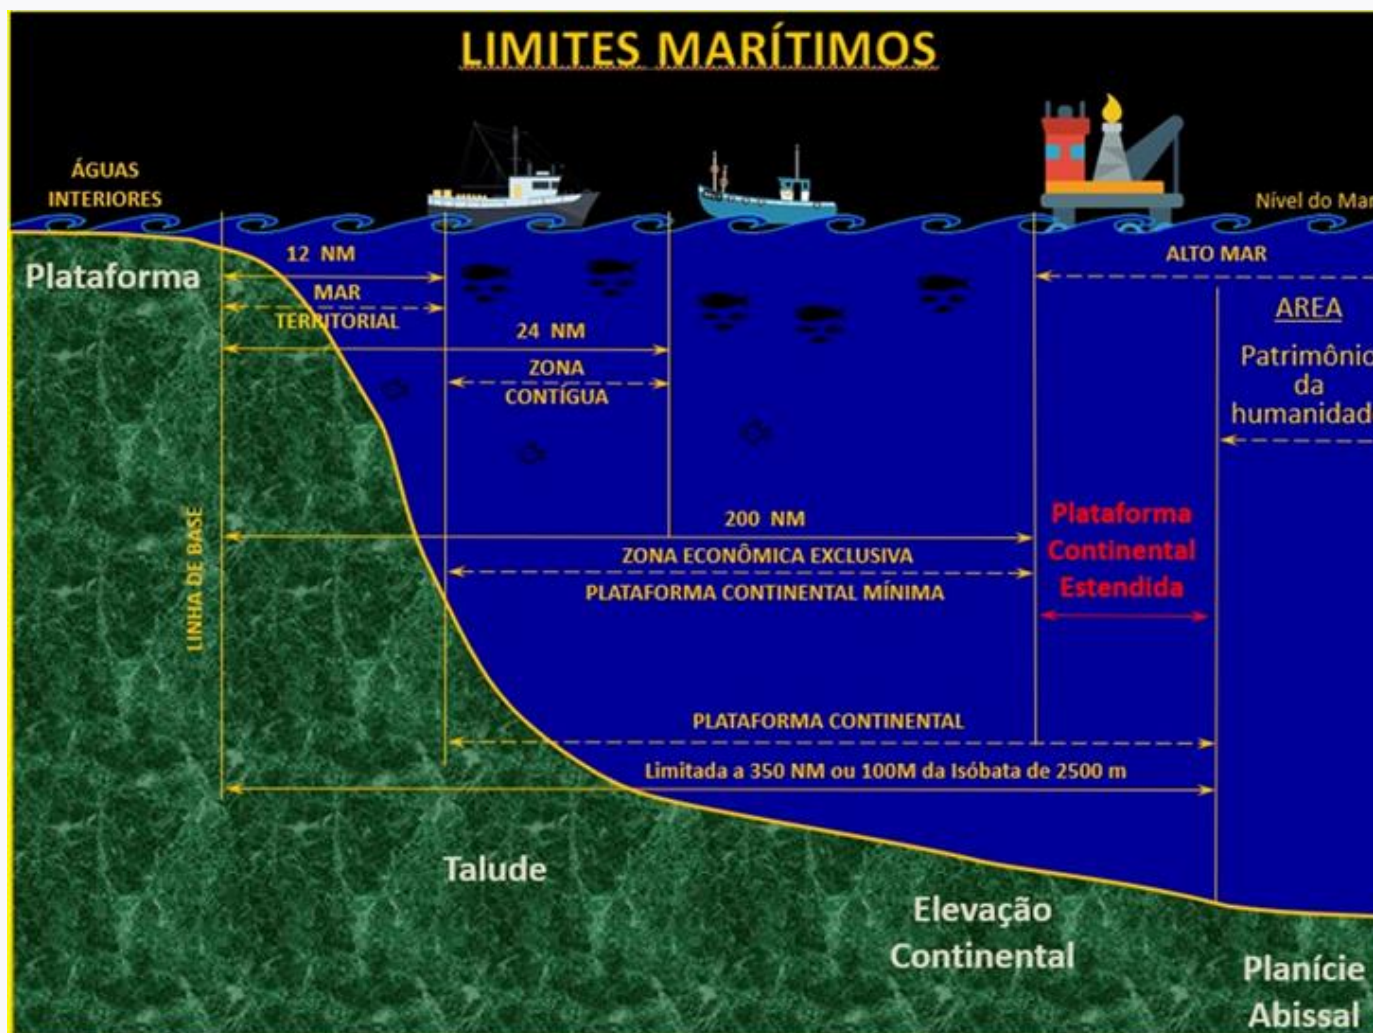 LIMITES MARÍTIMOS
ÁGUAS
INTERIORES
Nível do Mar
12 NM
ALTO MAR
Plataforma
MAR
TERRITORIAL
AREA
24 NM
Patrimônio
da
humanidad
ZONA
CONTÍGUA
LINHA DE BASE
200 NM
ZONA ECONÔMICA EXCLUSIVA
PLATAFORMA CONTINENTAL MÍNIMA
Plataforma
Continental
Estendida
PLATAFORMA CONTINENTAL
Limitada a 350 NM ou 100M da Isóbata de 2500 m
Talude
Elevação
Continental
Planície
Abissal